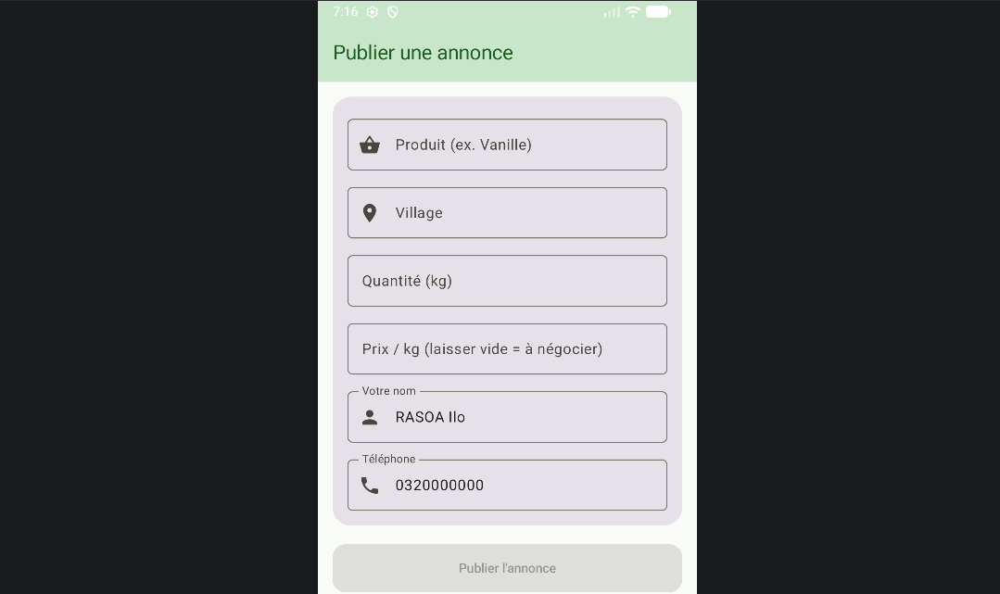 7:16
Publier une annonce
Produit (ex. Vanille)
Village
Quantité (kg)
Prix / kg (laisser vide = à négocier)
Votre nom
RASOA Ilo
Téléphone
0320000000
Publier l'annonce